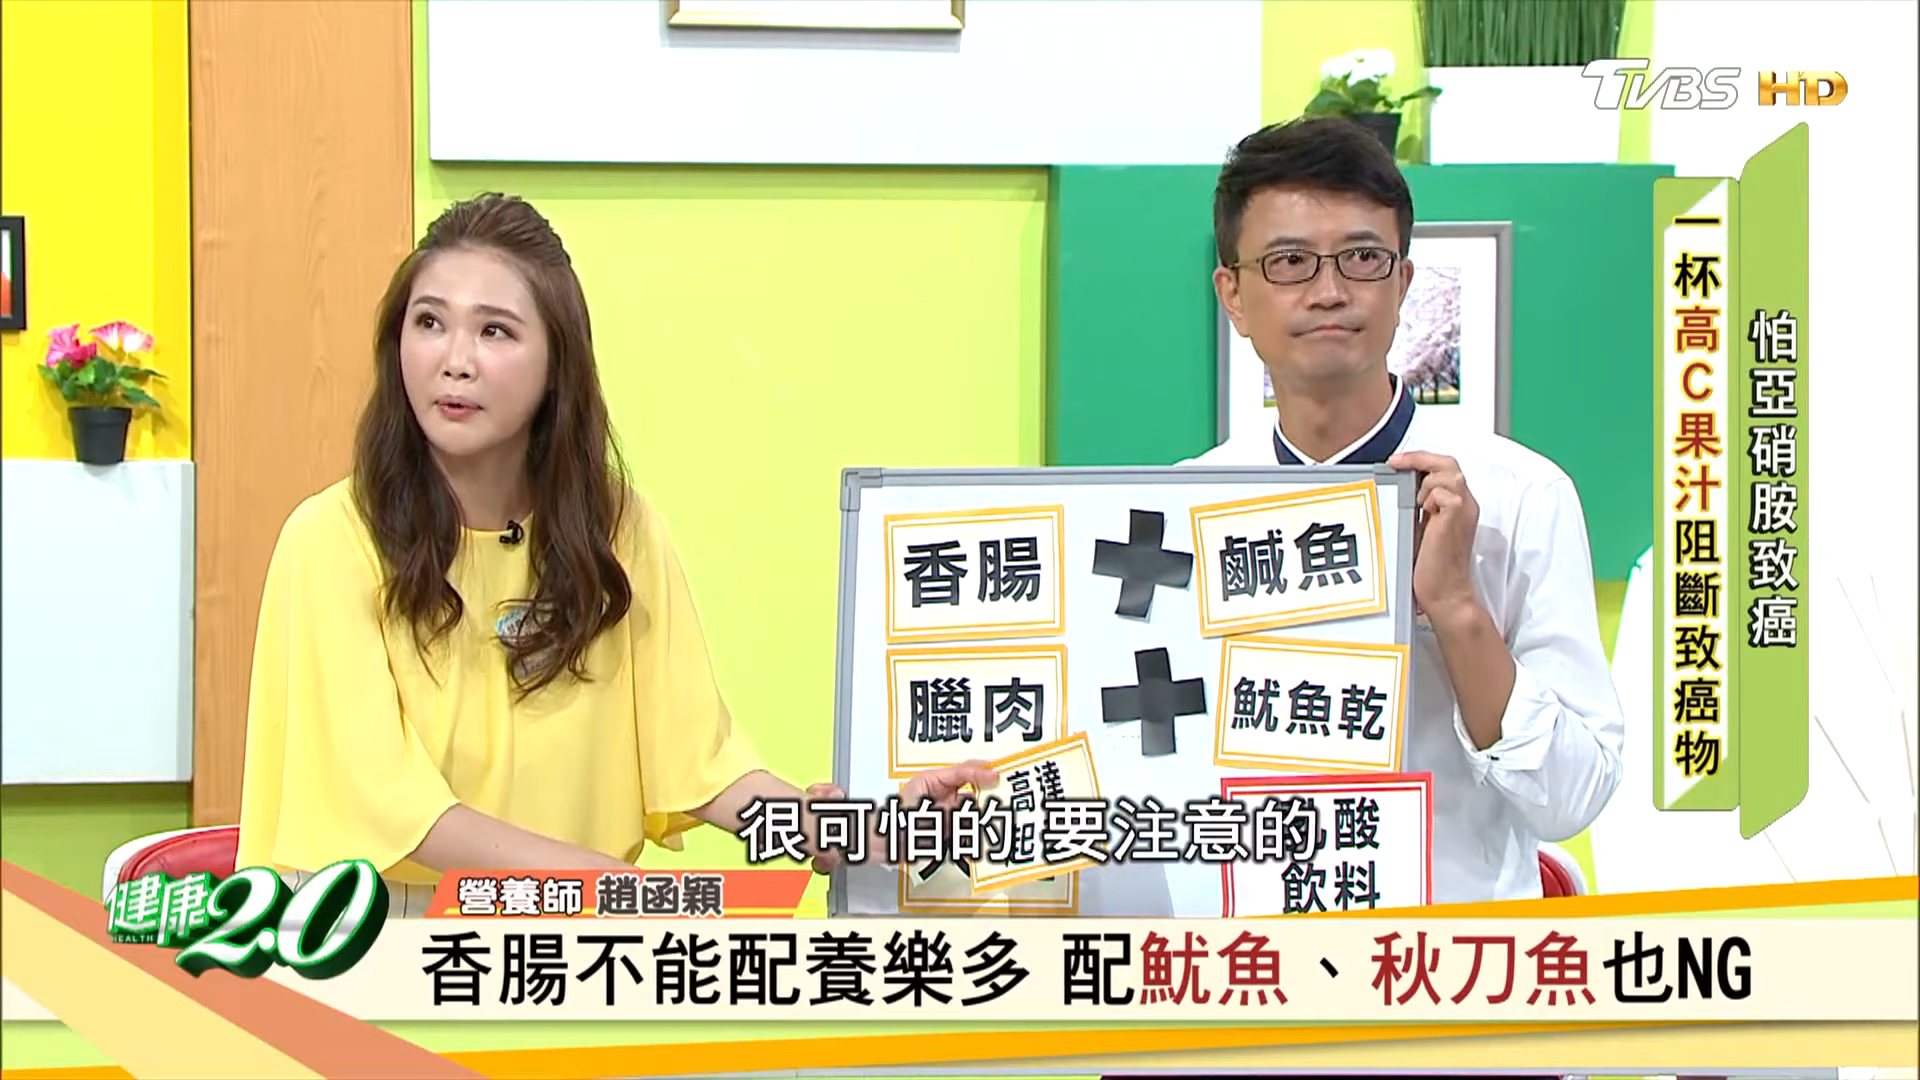 TVBS HD
怕亞硝胺致癌
一杯高C果汁阻斷致癌物
香腸 鹹魚
臘肉 魷魚乾
高達起
乳酸飲料
很可怕的 要注意的
健康2.0
HEALTH
營養師 趙函穎
香腸不能配養樂多 配魷魚、秋刀魚也NG